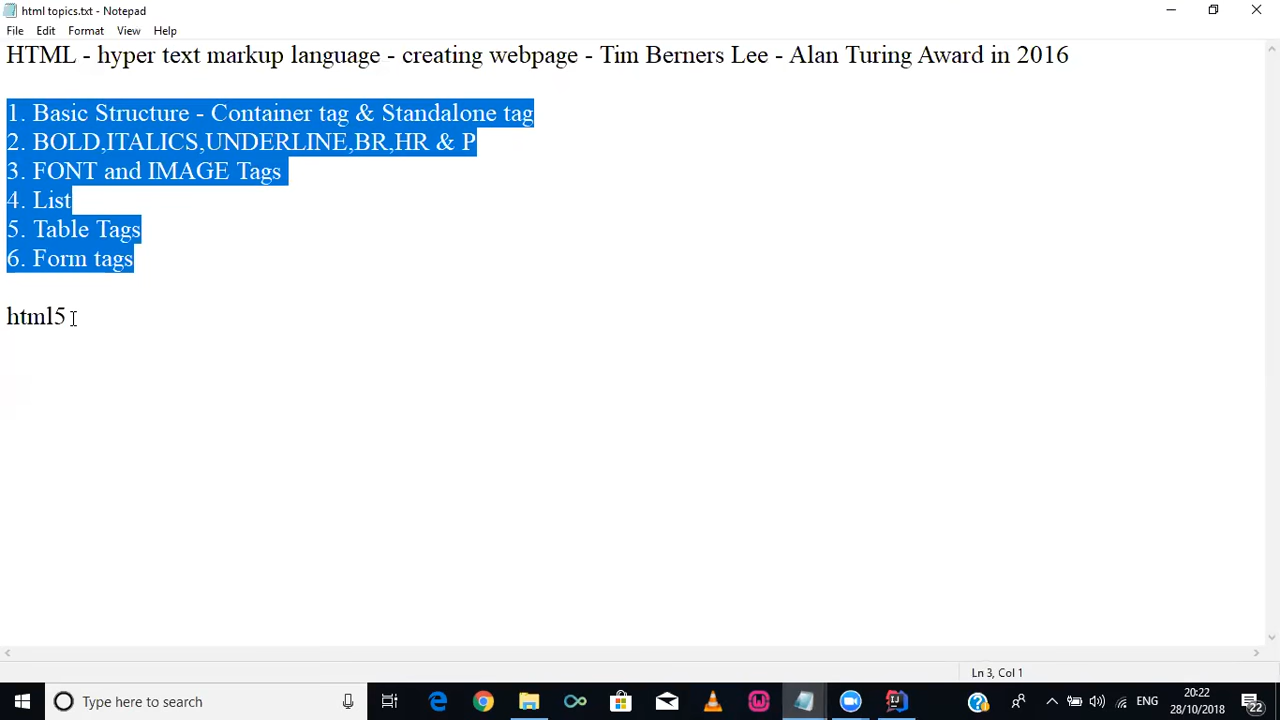 html topics.txt - Notepad
File Edit Format View Help
HTML - hyper text markup language - creating webpage - Tim Berners Lee - Alan Turing Award in 2016
1. Basic Structure - Container tag & Standalone tag
2. BOLD,ITALICS,UNDERLINE,BR,HR & P
3. FONT and IMAGE Tags
4. List
5. Table Tags
6. Form tags
html5
Ln 3, Col 1
Type here to search
ENG
20:22
28/10/2018
22